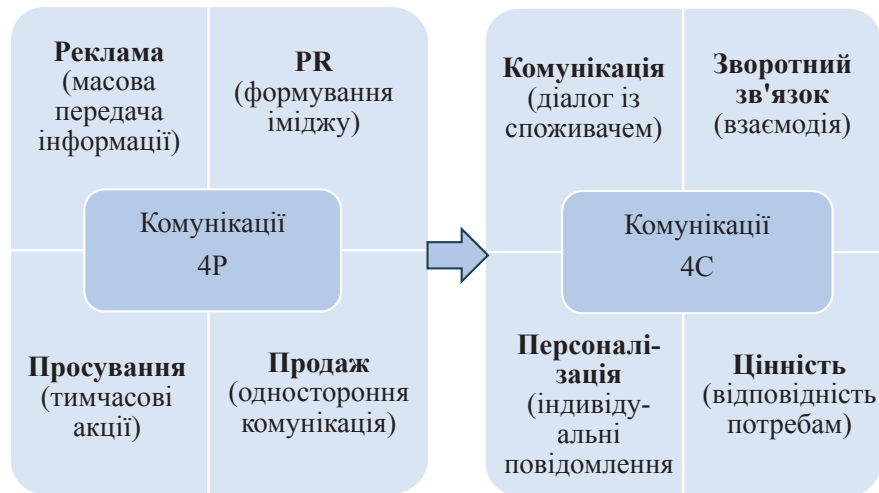 Реклама
(масова
передача
інформації)
PR
(формування
іміджу)
Комунікації
4P
Просування
(тимчасові
акції)
Продаж
(одностороння
комунікація)
Комунікація
(діалог із
споживачем)
Зворотний
зв'язок
(взаємодія)
Комунікації
4C
Персоналі-
зація
(індивіду-
альні
повідомлення
Цінність
(відповідність
потребам)